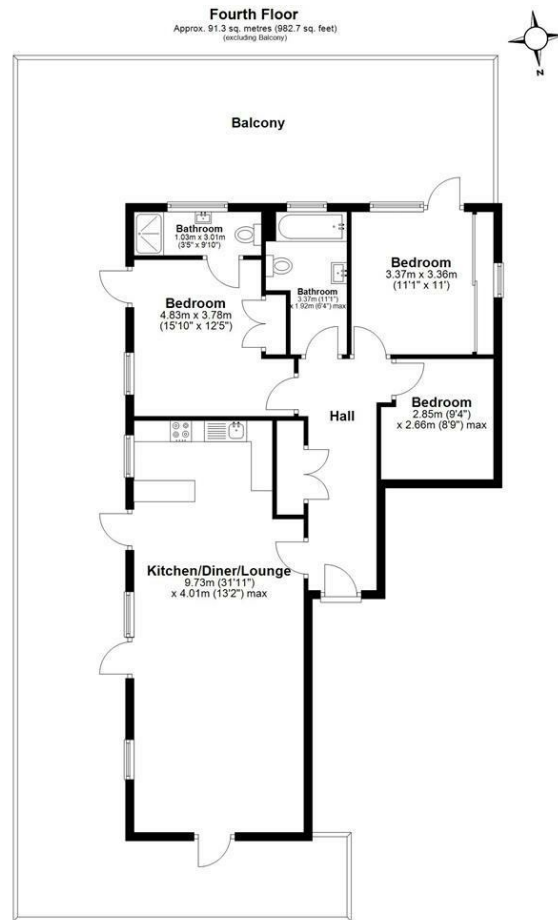 Fourth Floor
Approx. 91.3 sq. metres (982.7 sq. feet)
(excluding Balcony)
N
Balcony
Bathroom
1.03m x 3.01m
(3'5" x 9'10")
Bedroom
3.37m x 3.36m
(11'1" x 11')
Bathroom
3.37m (11'1")
x 1.92m (6'4") max
Bedroom
4.83m x 3.78m
(15'10" x 12'5")
Bedroom
2.85m (9'4")
x 2.66m (8'9") max
Hall
Kitchen/Diner/Lounge
9.73m (31'11")
x 4.01m (13'2") max